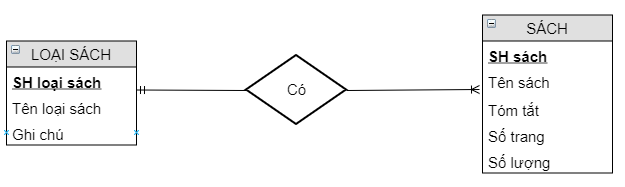 LOẠI SÁCH
SH loại sách
Tên loại sách
Ghi chú
Có
SÁCH
SH sách
Tên sách
Tóm tắt
Số trang
Số lượng